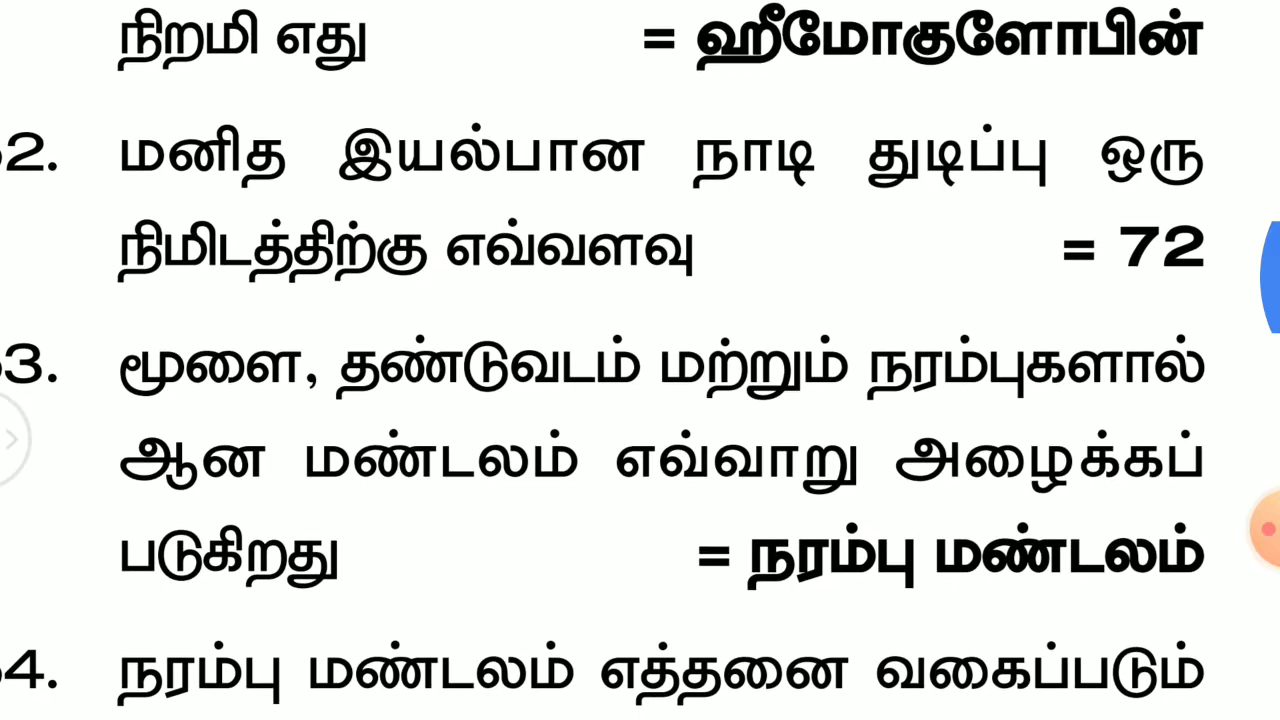 நிறமி எது = ஹீமோகுளோபின்
2. மனித இயல்பான நாடி துடிப்பு ஒரு
நிமிடத்திற்கு எவ்வளவு = 72
3. மூளை, தண்டுவடம் மற்றும் நரம்புகளால்
ஆன மண்டலம் எவ்வாறு அழைக்கப்
படுகிறது = நரம்பு மண்டலம்
4. நரம்பு மண்டலம் எத்தனை வகைப்படும்